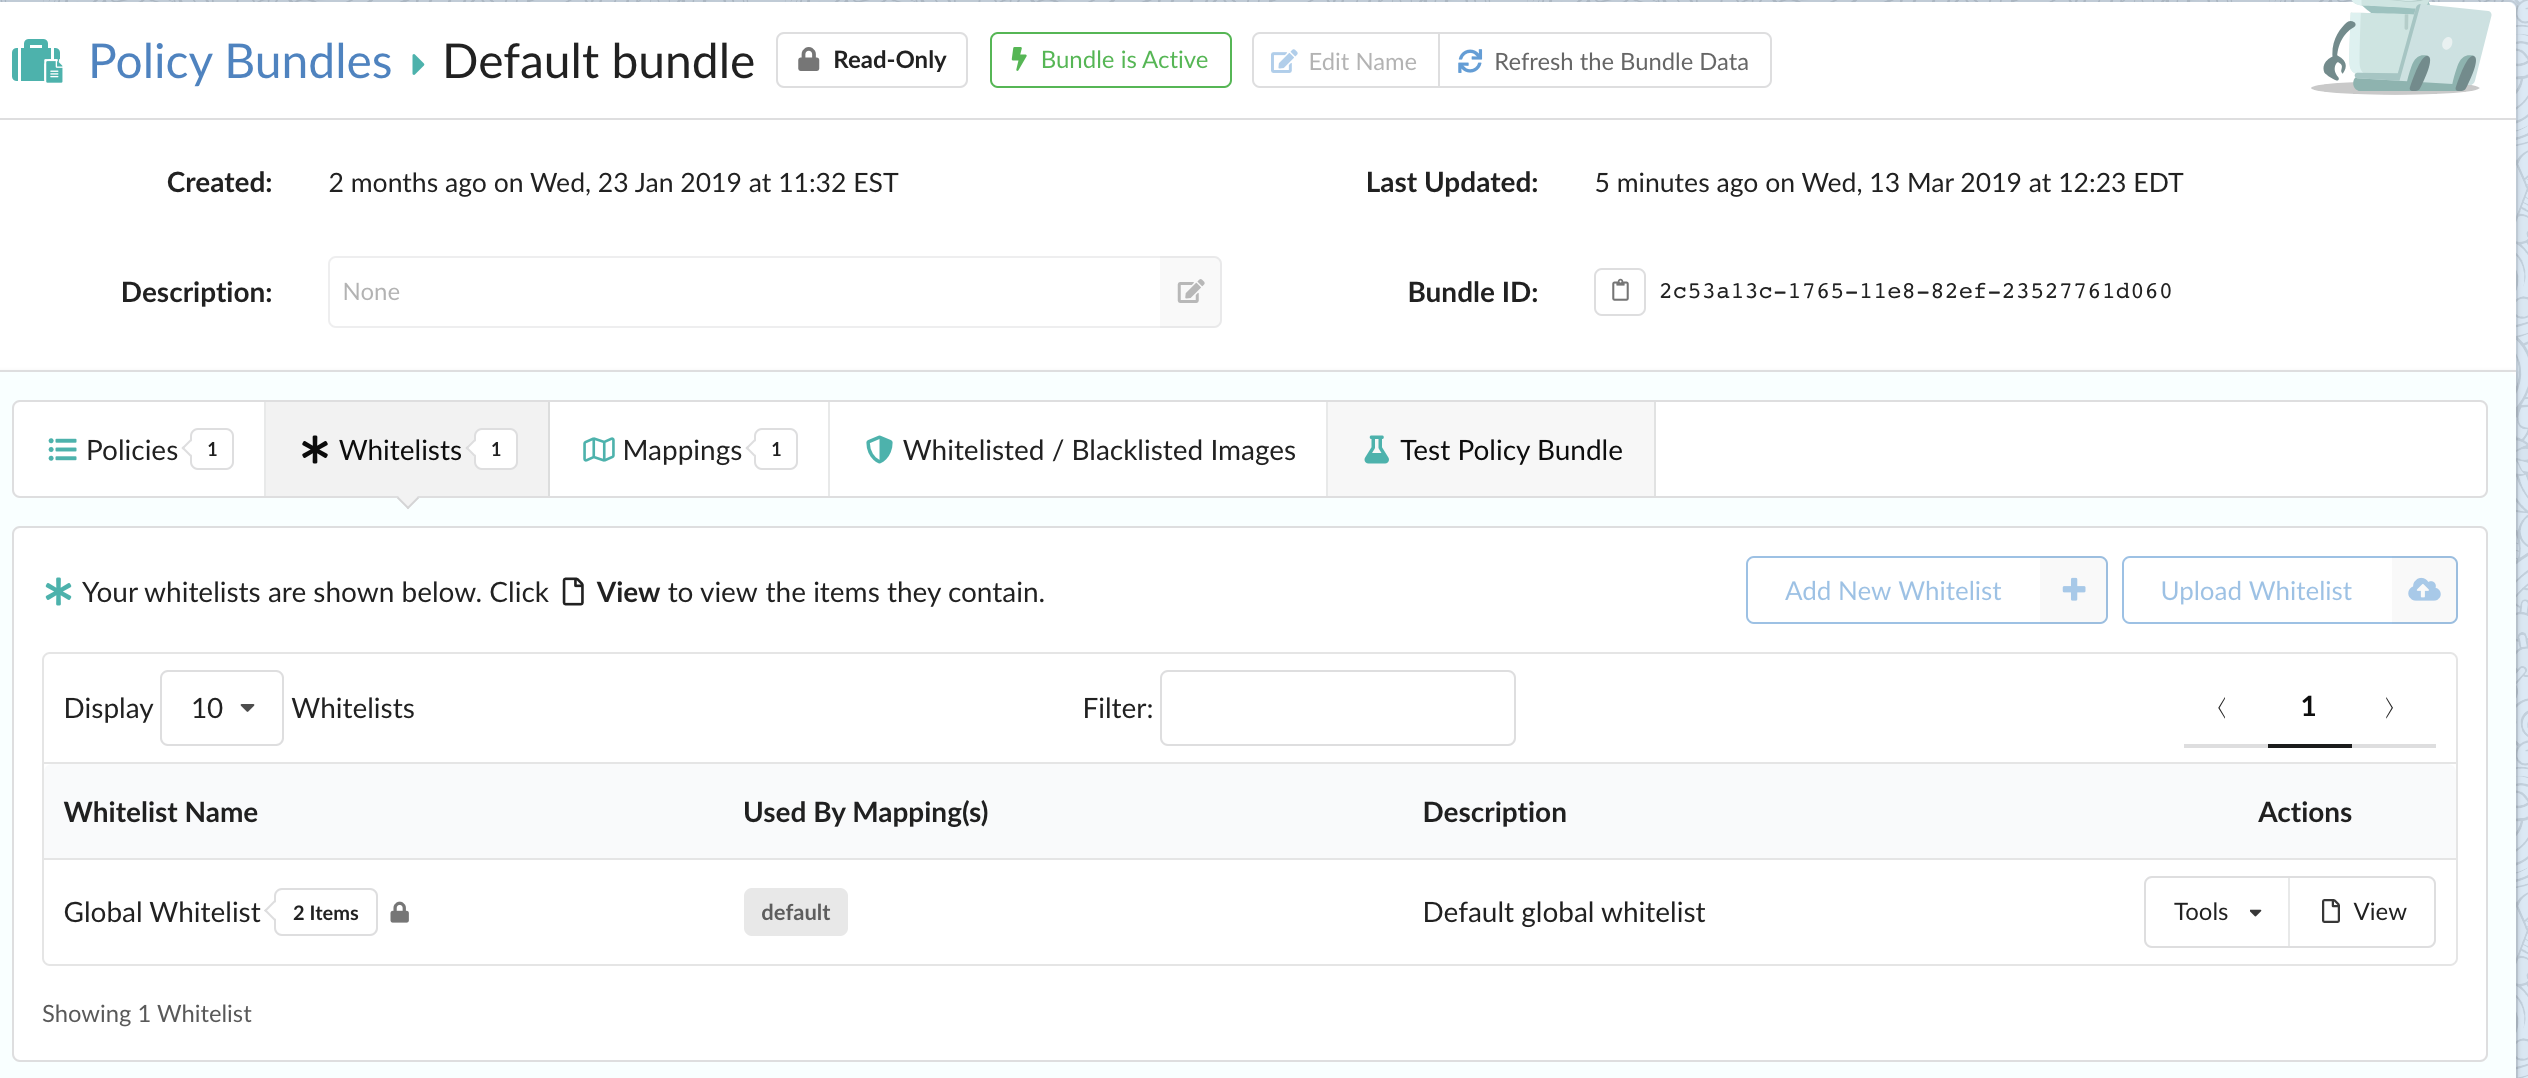 Policy Bundles Default bundle Read-Only Bundle is Active Edit Name Refresh the Bundle Data
Created: 2 months ago on Wed, 23 Jan 2019 at 11:32 EST Last Updated: 5 minutes ago on Wed, 13 Mar 2019 at 12:23 EDT
Description: None Bundle ID: 2c53a13c-1765-11e8-82ef-23527761d060
Policies 1 Whitelists 1 Mappings 1 Whitelisted / Blacklisted Images Test Policy Bundle
Your whitelists are shown below. Click View to view the items they contain. Add New Whitelist Upload Whitelist
Display 10 Whitelists Filter: 1
Whitelist Name Used By Mapping(s) Description Actions
Global Whitelist 2 Items default Default global whitelist Tools View
Showing 1 Whitelist